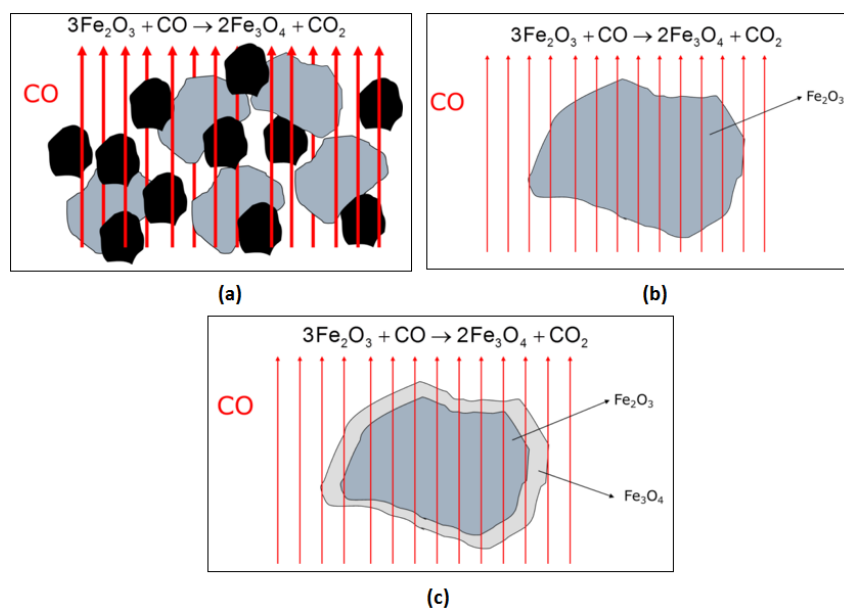 3Fe₂O₃ + CO → 2Fe₃O₄ + CO₂
CO
(a)
3Fe₂O₃ + CO → 2Fe₃O₄ + CO₂
CO
Fe₂O₃
(b)
3Fe₂O₃ + CO → 2Fe₃O₄ + CO₂
CO
Fe₂O₃
Fe₃O₄
(c)